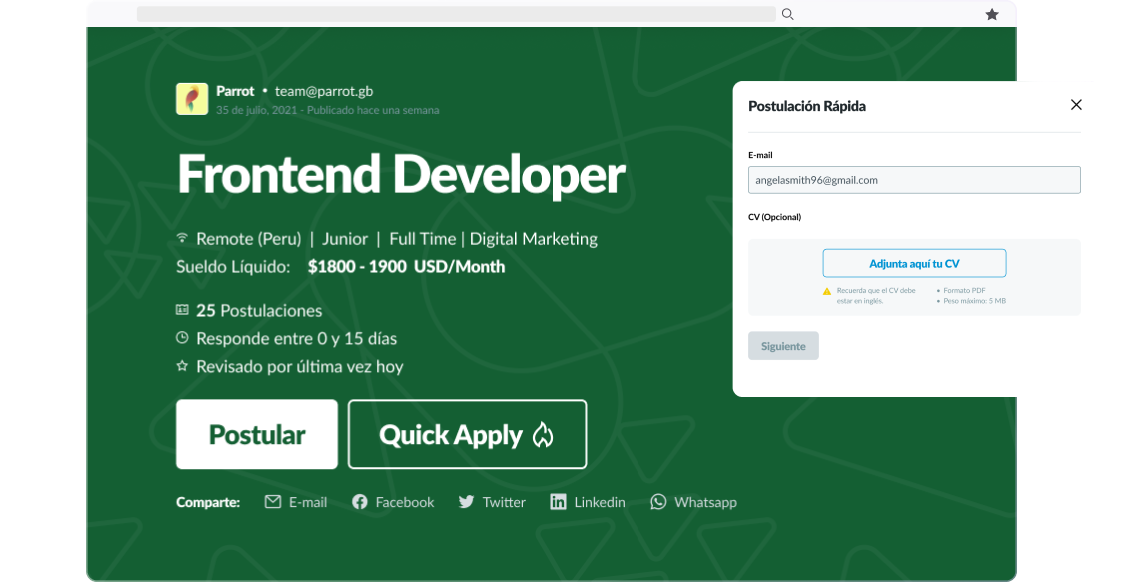 Parrot • team@parrot.gb
35 de julio, 2021 - Publicado hace una semana
Frontend Developer
Remote (Peru) | Junior | Full Time | Digital Marketing
Sueldo Líquido: $1800 - 1900 USD/Month
25 Postulaciones
Responde entre 0 y 15 días
Revisado por última vez hoy
Postular
Quick Apply
Comparte: E-mail Facebook Twitter Linkedin Whatsapp
Postulación Rápida
E-mail
angelasmith96@gmail.com
CV (Opcional)
Adjunta aquí tu CV
Recuerda que el CV debe
estar en inglés.
• Formato PDF
• Peso máximo: 5 MB
Siguiente